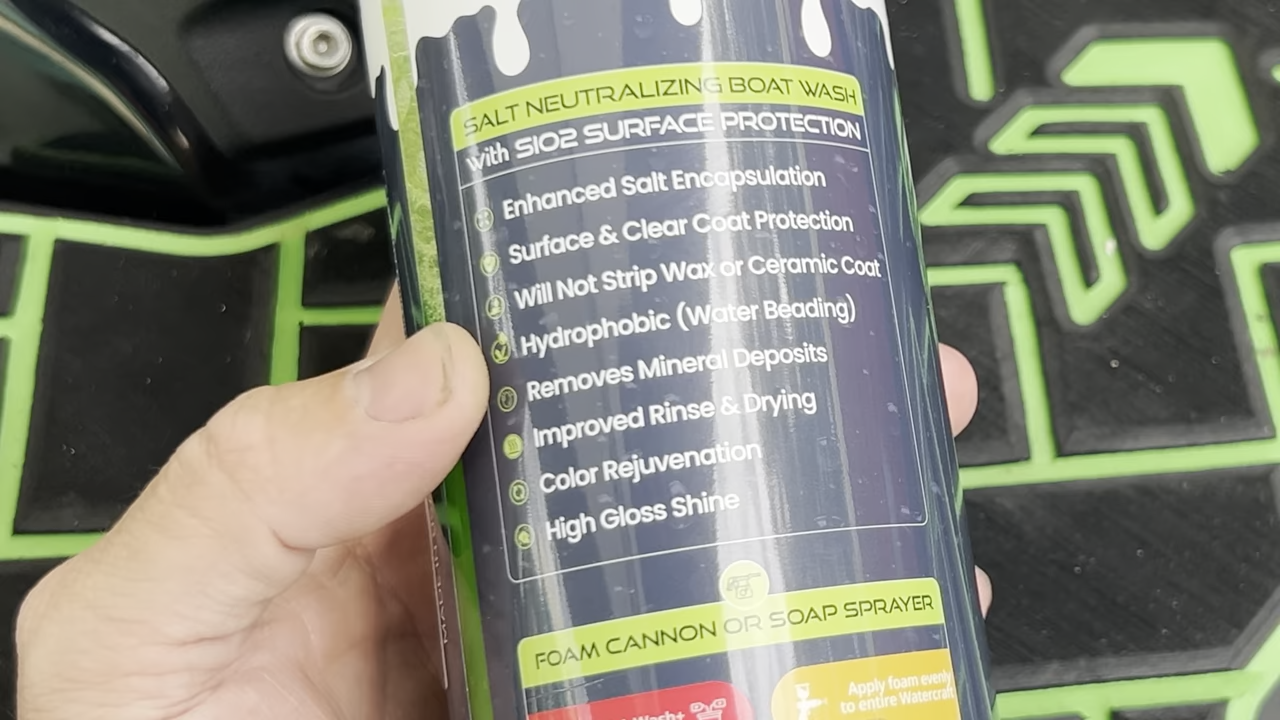 SALT NEUTRALIZING BOAT WASH
with SIO2 SURFACE PROTECTION
Enhanced Salt Encapsulation
Surface & Clear Coat Protection
Will Not Strip Wax or Ceramic Coat
Hydrophobic (Water Beading)
Removes Mineral Deposits
Improved Rinse & Drying
Color Rejuvenation
High Gloss Shine
FOAM CANNON OR SOAP SPRAYER
Wash+
Apply foam evenly
to entire Watercraft